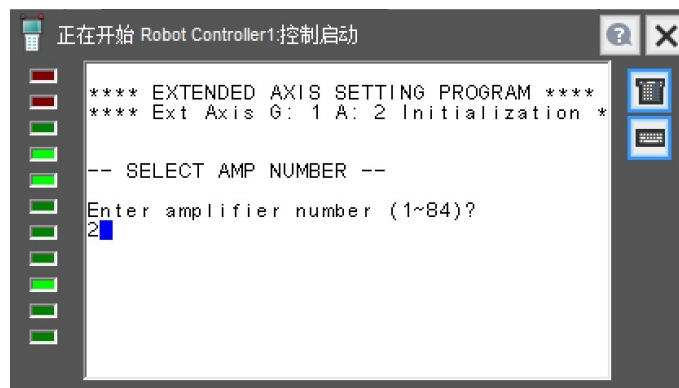 正在开始 Robot Controller1:控制启动
**** EXTENDED AXIS SETTING PROGRAM ****
**** Ext Axis G: 1 A: 2 Initialization *
-- SELECT AMP NUMBER --
Enter amplifier number (1~84)?
2